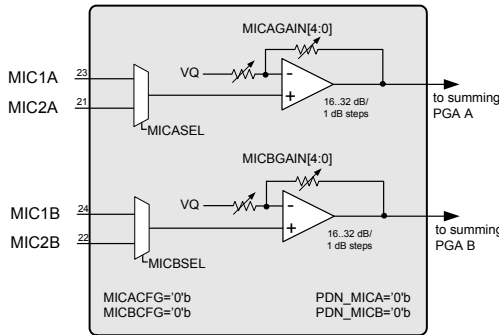 MICAGAIN[4:0]
MIC1A 23
VQ
MIC2A 21
16..32 dB/
1 dB steps
to summing
PGA A
MICASEL
MICBGAIN[4:0]
MIC1B 24
VQ
MIC2B 22
16..32 dB/
1 dB steps
to summing
PGA B
MICBSEL
MICACFG='0'b
MICBCFG='0'b
PDN_MICA='0'b
PDN_MICB='0'b